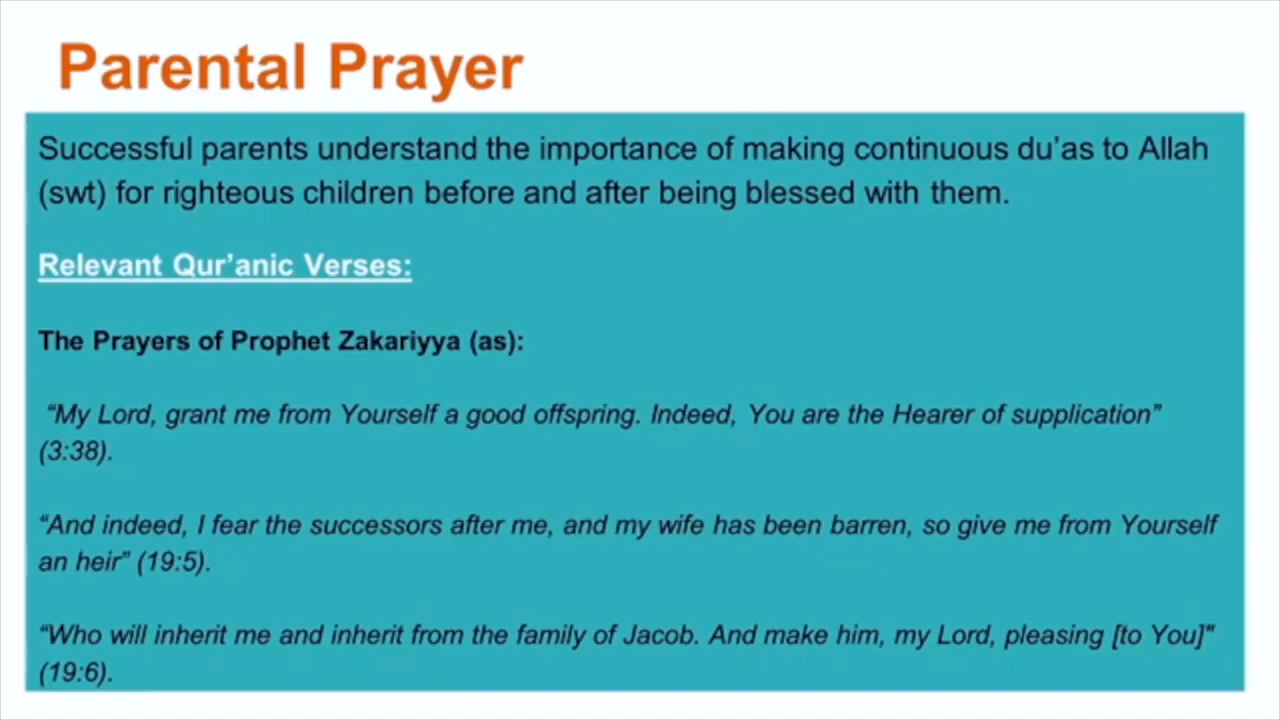 Parental Prayer
Successful parents understand the importance of making continuous du’as to Allah
(swt) for righteous children before and after being blessed with them.
Relevant Qur’anic Verses:
The Prayers of Prophet Zakariyya (as):
“My Lord, grant me from Yourself a good offspring. Indeed, You are the Hearer of supplication”
(3:38).
“And indeed, I fear the successors after me, and my wife has been barren, so give me from Yourself
an heir” (19:5).
“Who will inherit me and inherit from the family of Jacob. And make him, my Lord, pleasing [to You]"
(19:6).